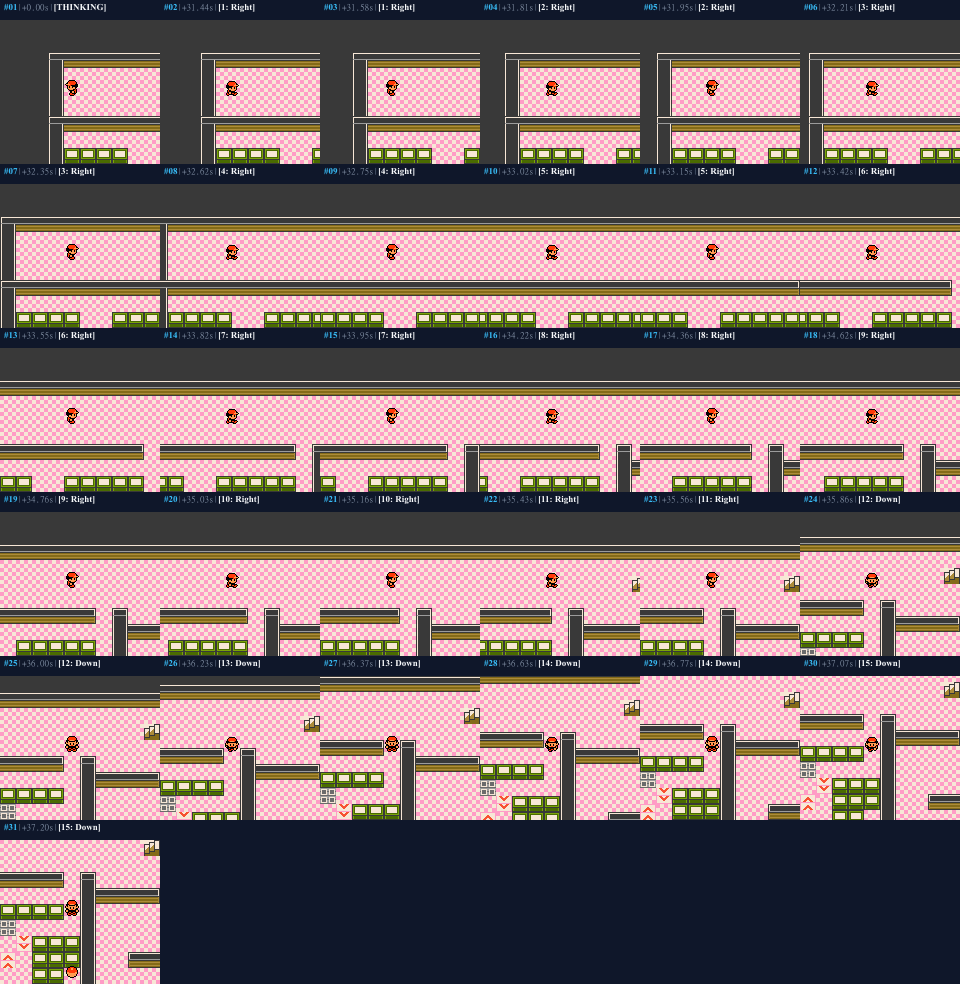 #01|+0.00s|[THINKING]
#02|+31.44s|[1: Right]
#03|+31.58s|[1: Right]
#04|+31.81s|[2: Right]
#05|+31.95s|[2: Right]
#06|+32.21s|[3: Right]
#07|+32.35s|[3: Right]
#08|+32.62s|[4: Right]
#09|+32.75s|[4: Right]
#10|+33.02s|[5: Right]
#11|+33.15s|[5: Right]
#12|+33.42s|[6: Right]
#13|+33.55s|[6: Right]
#14|+33.82s|[7: Right]
#15|+33.95s|[7: Right]
#16|+34.22s|[8: Right]
#17|+34.36s|[8: Right]
#18|+34.62s|[9: Right]
#19|+34.76s|[9: Right]
#20|+35.03s|[10: Right]
#21|+35.16s|[10: Right]
#22|+35.43s|[11: Right]
#23|+35.56s|[11: Right]
#24|+35.86s|[12: Down]
#25|+36.00s|[12: Down]
#26|+36.23s|[13: Down]
#27|+36.37s|[13: Down]
#28|+36.63s|[14: Down]
#29|+36.77s|[14: Down]
#30|+37.07s|[15: Down]
#31|+37.20s|[15: Down]